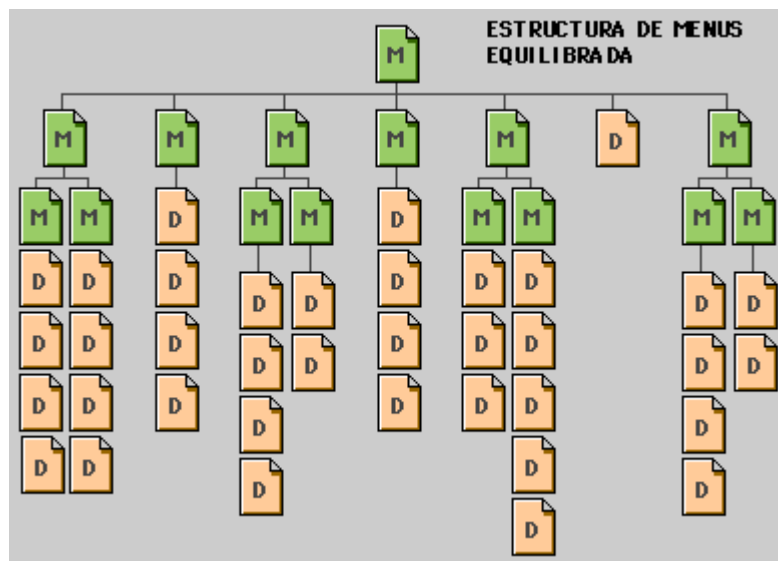 ESTRUCTURA DE MENUS
EQUILIBRADA
M
M M M M M D M
M M D M M D M M M M
D D D D D D
D D D D
D D D D D D
D D D D
D D D D D D
D D
D D D
D D
D